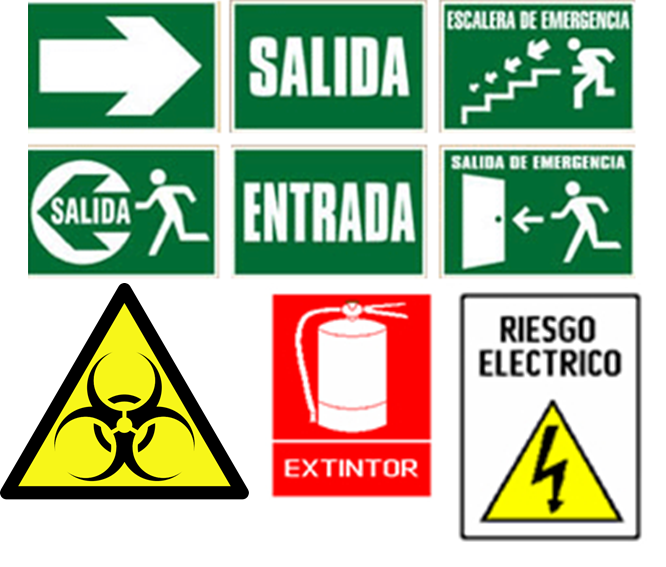 SALIDA
ESCALERA DE EMERGENCIA
SALIDA
ENTRADA
SALIDA DE EMERGENCIA
EXTINTOR
RIESGO
ELECTRICO